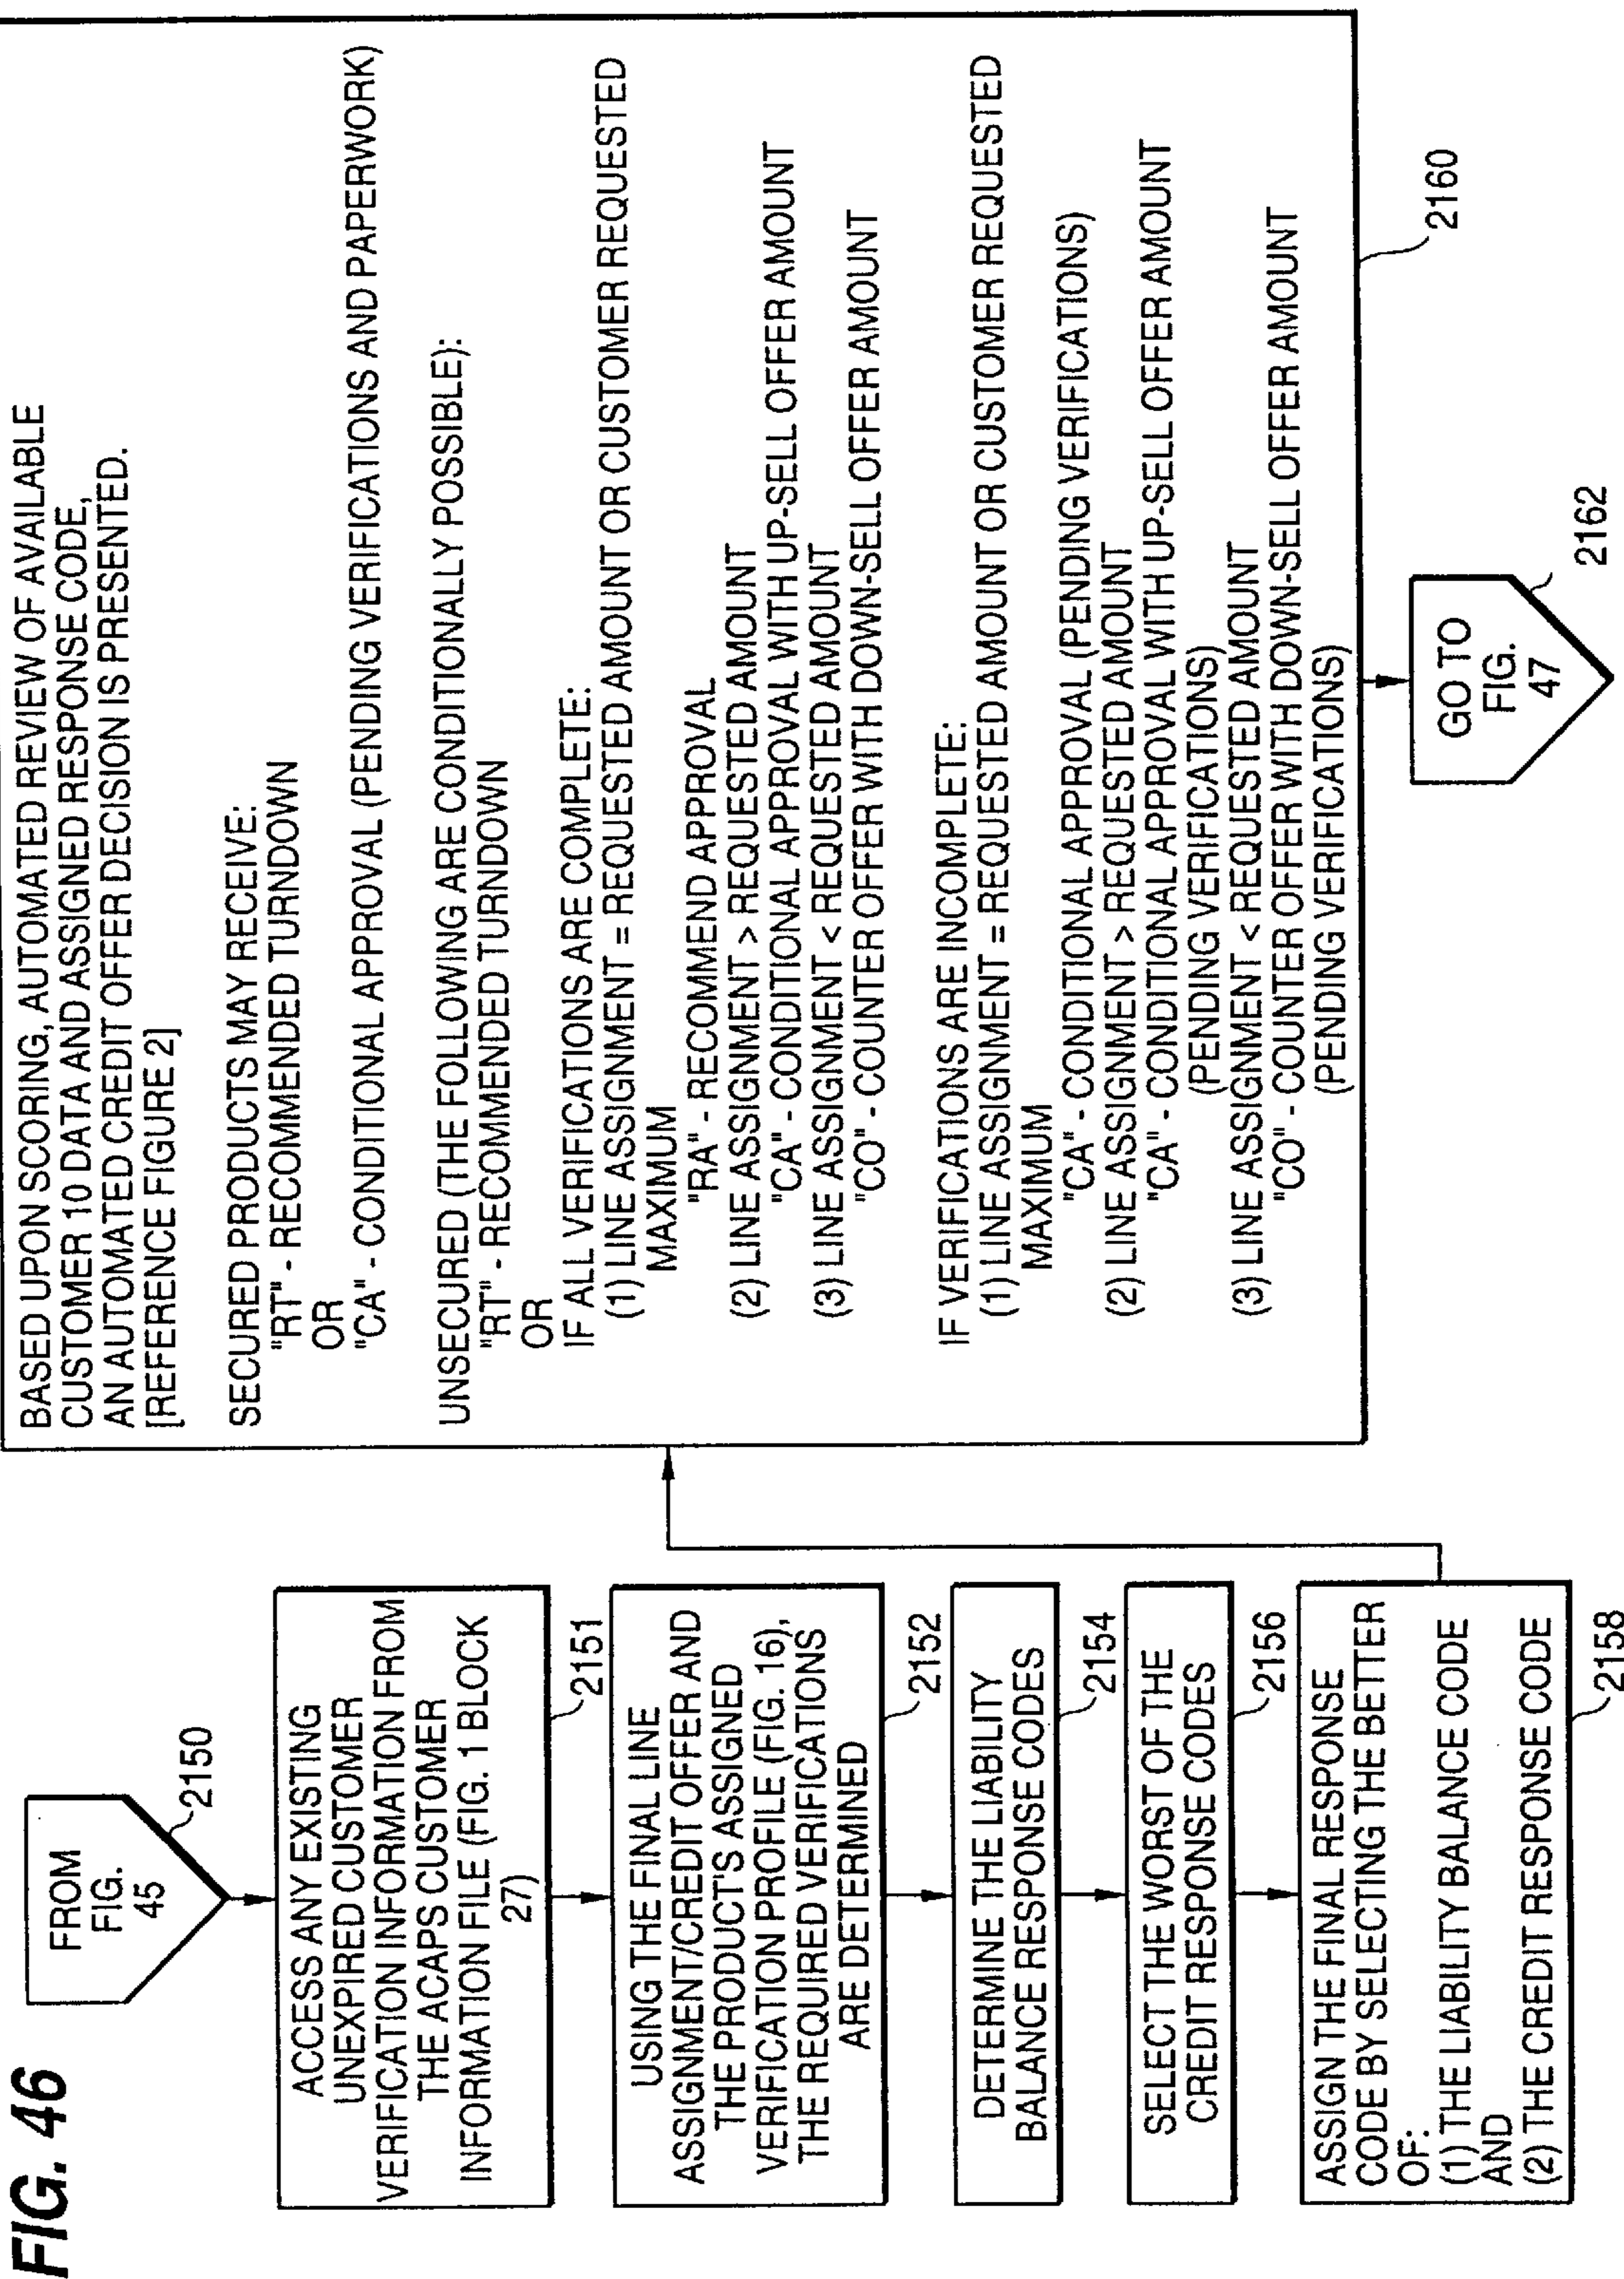 FIG. 46
FROM
FIG.
45
2150
ACCESS ANY EXISTING
UNEXPIRED CUSTOMER
VERIFICATION INFORMATION FROM
THE ACAPS CUSTOMER
INFORMATION FILE (FIG. 1 BLOCK
27)
2151
USING THE FINAL LINE
ASSIGNMENT/CREDIT OFFER AND
THE PRODUCT'S ASSIGNED
VERIFICATION PROFILE (FIG. 16),
THE REQUIRED VERIFICATIONS
ARE DETERMINED
2152
DETERMINE THE LIABILITY
BALANCE RESPONSE CODES
2154
SELECT THE WORST OF THE
CREDIT RESPONSE CODES
2156
ASSIGN THE FINAL RESPONSE
CODE BY SELECTING THE BETTER
OF:
(1) THE LIABILITY BALANCE CODE
AND
(2) THE CREDIT RESPONSE CODE
2158
BASED UPON SCORING, AUTOMATED REVIEW OF AVAILABLE
CUSTOMER 10 DATA AND ASSIGNED RESPONSE CODE,
AN AUTOMATED CREDIT OFFER DECISION IS PRESENTED.
[REFERENCE FIGURE 2]
SECURED PRODUCTS MAY RECEIVE:
"RT" - RECOMMENDED TURNDOWN
OR
"CA" - CONDITIONAL APPROVAL (PENDING VERIFICATIONS AND PAPERWORK)
UNSECURED (THE FOLLOWING ARE CONDITIONALLY POSSIBLE):
"RT" - RECOMMENDED TURNDOWN
OR
IF ALL VERIFICATIONS ARE COMPLETE:
(1) LINE ASSIGNMENT = REQUESTED AMOUNT OR CUSTOMER REQUESTED
MAXIMUM
"RA" - RECOMMEND APPROVAL
(2) LINE ASSIGNMENT > REQUESTED AMOUNT
"CA" - CONDITIONAL APPROVAL WITH UP-SELL OFFER AMOUNT
(3) LINE ASSIGNMENT < REQUESTED AMOUNT
"CO" - COUNTER OFFER WITH DOWN-SELL OFFER AMOUNT
IF VERIFICATIONS ARE INCOMPLETE:
(1) LINE ASSIGNMENT = REQUESTED AMOUNT OR CUSTOMER REQUESTED
MAXIMUM
"CA" - CONDITIONAL APPROVAL (PENDING VERIFICATIONS)
(2) LINE ASSIGNMENT > REQUESTED AMOUNT
"CA" - CONDITIONAL APPROVAL WITH UP-SELL OFFER AMOUNT
(PENDING VERIFICATIONS)
(3) LINE ASSIGNMENT < REQUESTED AMOUNT
"CO" - COUNTER OFFER WITH DOWN-SELL OFFER AMOUNT
(PENDING VERIFICATIONS)
2160
GO TO
FIG.
47
2162